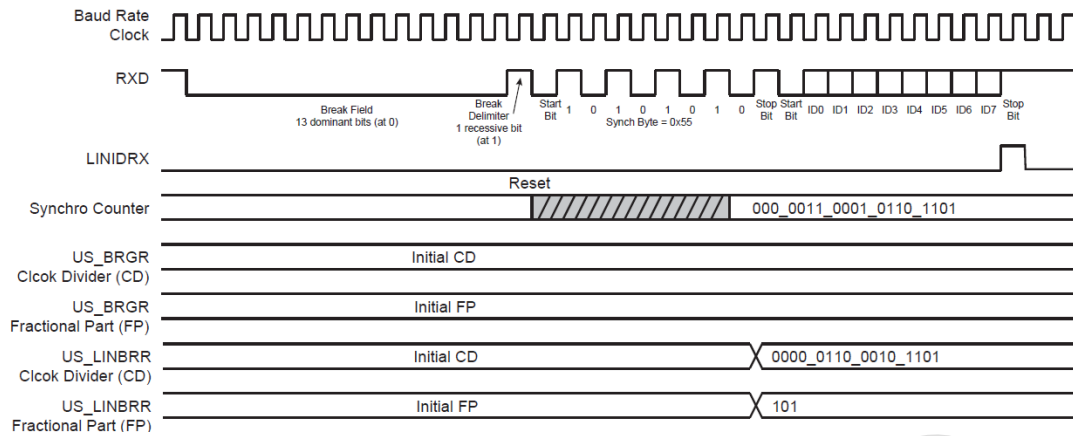 Baud Rate
Clock
RXD
Break Field
13 dominant bits (at 0)
Break
Delimiter
1 recessive bit
(at 1)
Start
Bit
1 0 1 0 1 0 1 0
Synch Byte = 0x55
Stop
Bit
Start
Bit
ID0 ID1 ID2 ID3 ID4 ID5 ID6 ID7
Stop
Bit
LINIDRX
Reset
Synchro Counter
000_0011_0001_0110_1101
US_BRGR
Clcok Divider (CD)
Initial CD
US_BRGR
Fractional Part (FP)
Initial FP
US_LINBRR
Clcok Divider (CD)
Initial CD
0000_0110_0010_1101
US_LINBRR
Fractional Part (FP)
Initial FP
101